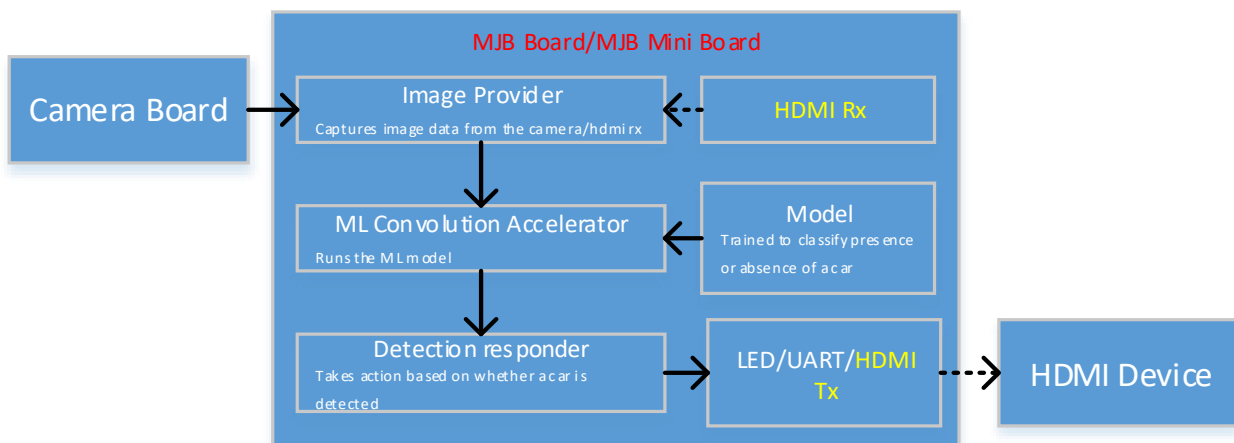 MJB Board/MJB Mini Board
Camera Board
Image Provider
Captures image data from the camera/hdmi rx
HDMI Rx
ML Convolution Accelerator
Runs the ML model
Model
Trained to classify presence
or absence of a car
Detection responder
Takes action based on whether a car is
detected
LED/UART/HDMI
Tx
HDMI Device